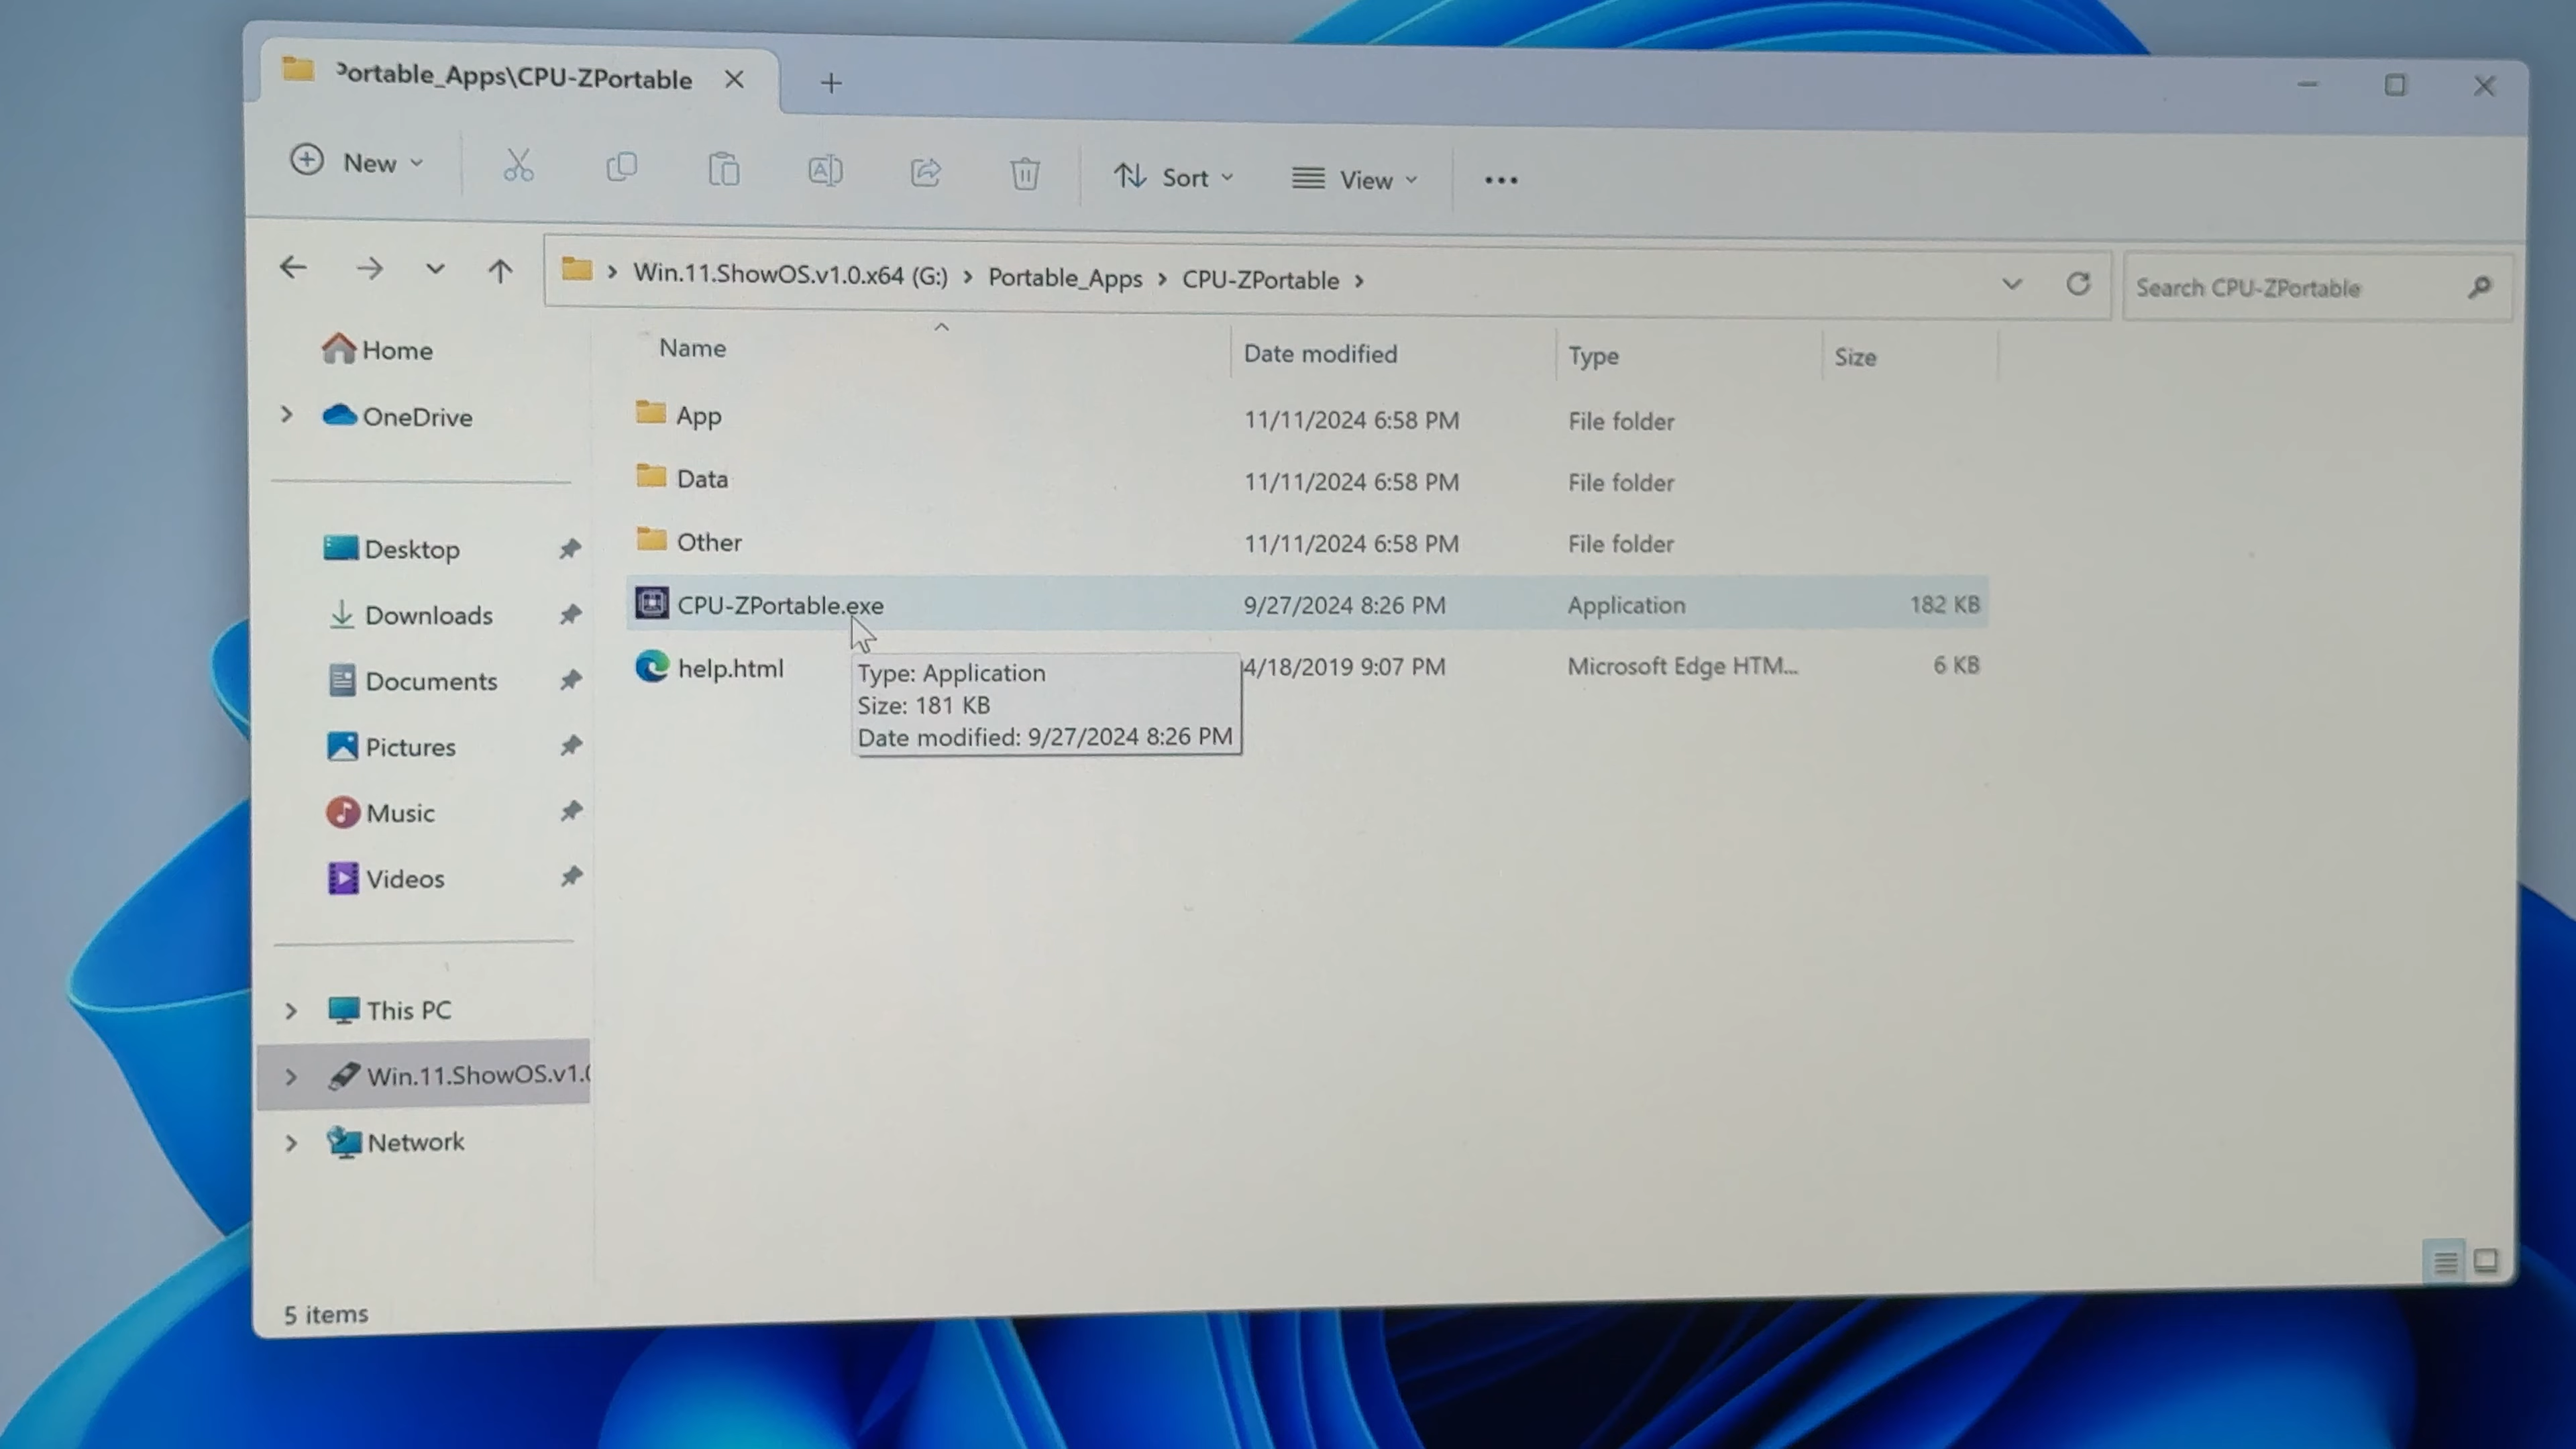 Portable_Apps\CPU-ZPortable
New
Sort
View
Win.11.ShowOS.v1.0.x64 (G:) > Portable_Apps > CPU-ZPortable >
Search CPU-ZPortable
Name Date modified Type Size
App 11/11/2024 6:58 PM File folder
Data 11/11/2024 6:58 PM File folder
Other 11/11/2024 6:58 PM File folder
CPU-ZPortable.exe 9/27/2024 8:26 PM Application 182 KB
help.html 4/18/2019 9:07 PM Microsoft Edge HTM... 6 KB
Type: Application
Size: 181 KB
Date modified: 9/27/2024 8:26 PM
Home
OneDrive
Desktop
Downloads
Documents
Pictures
Music
Videos
This PC
Win.11.ShowOS.v1.0
Network
5 items